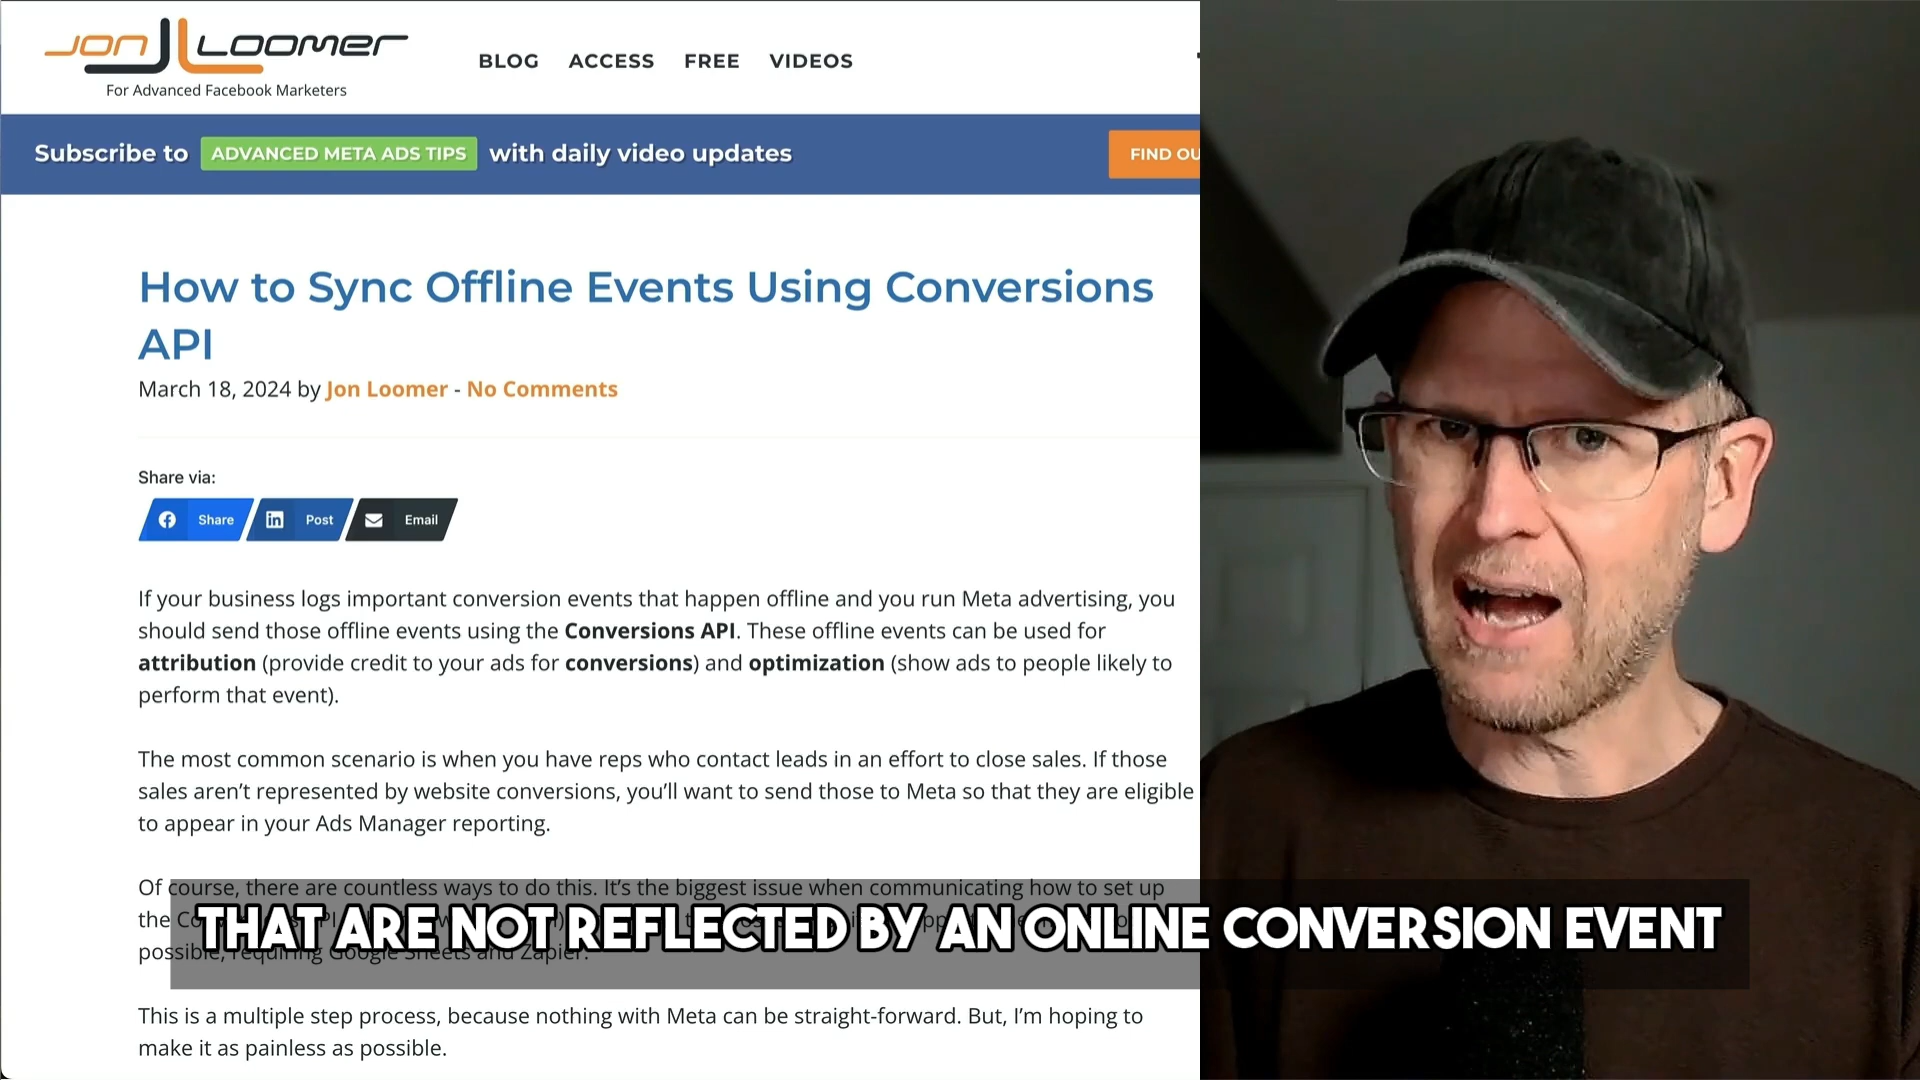 Jon Loomer
For Advanced Facebook Marketers
BLOG ACCESS FREE VIDEOS
Subscribe to ADVANCED META ADS TIPS with daily video updates
FIND OU
How to Sync Offline Events Using Conversions
API
March 18, 2024 by Jon Loomer - No Comments
Share via:
Share Post Email
If your business logs important conversion events that happen offline and you run Meta advertising, you
should send those offline events using the Conversions API. These offline events can be used for
attribution (provide credit to your ads for conversions) and optimization (show ads to people likely to
perform that event).
The most common scenario is when you have reps who contact leads in an effort to close sales. If those
sales aren’t represented by website conversions, you’ll want to send those to Meta so that they are eligible
to appear in your Ads Manager reporting.
Of course, there are countless ways to do this. It’s the biggest issue when communicating how to set up
the
possible, requiring Google Sheets and Zapier.
THAT ARE NOT REFLECTED BY AN ONLINE CONVERSION EVENT
This is a multiple step process, because nothing with Meta can be straight-forward. But, I’m hoping to
make it as painless as possible.